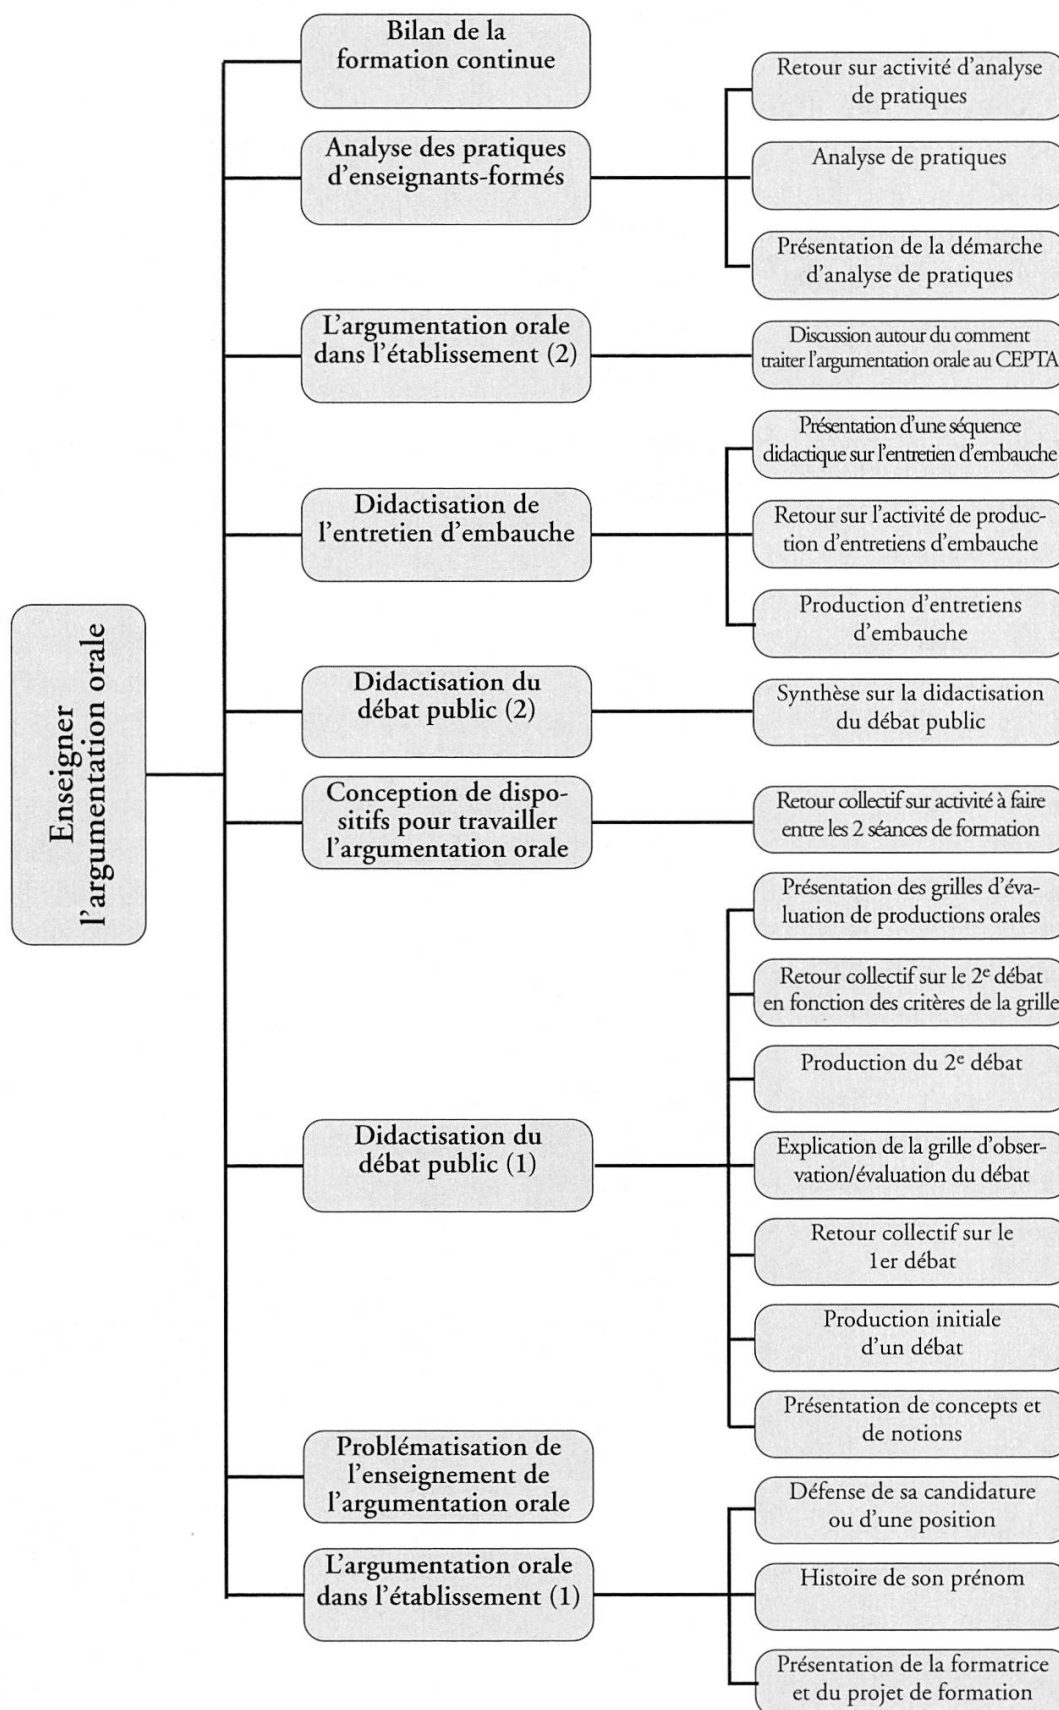 Enseigner
l'argumentation orale
Bilan de la
formation continue
Analyse des pratiques
d'enseignants-formés
Retour sur activité d'analyse
de pratiques
Analyse de pratiques
Présentation de la démarche
d'analyse de pratiques
L'argumentation orale
dans l'établissement (2)
Discussion autour du comment
traiter l'argumentation orale au CEPTA
Didactisation de
l'entretien d'embauche
Présentation d'une séquence
didactique sur l'entretien d'embauche
Retour sur l'activité de produc-
tion d'entretiens d'embauche
Production d'entretiens
d'embauche
Didactisation du
débat public (2)
Synthèse sur la didactisation
du débat public
Conception de dispo-
sitifs pour travailler
l'argumentation orale
Retour collectif sur activité à faire
entre les 2 séances de formation
Didactisation du
débat public (1)
Présentation des grilles d'éva-
luation de productions orales
Retour collectif sur le 2e débat
en fonction des critères de la grille
Production du 2e débat
Explication de la grille d'obser-
vation/évaluation du débat
Retour collectif sur le
1er débat
Production initiale
d'un débat
Présentation de concepts et
de notions
Problématisation de
l'enseignement de
l'argumentation orale
L'argumentation orale
dans l'établissement (1)
Défense de sa candidature
ou d'une position
Histoire de son prénom
Présentation de la formatrice
et du projet de formation